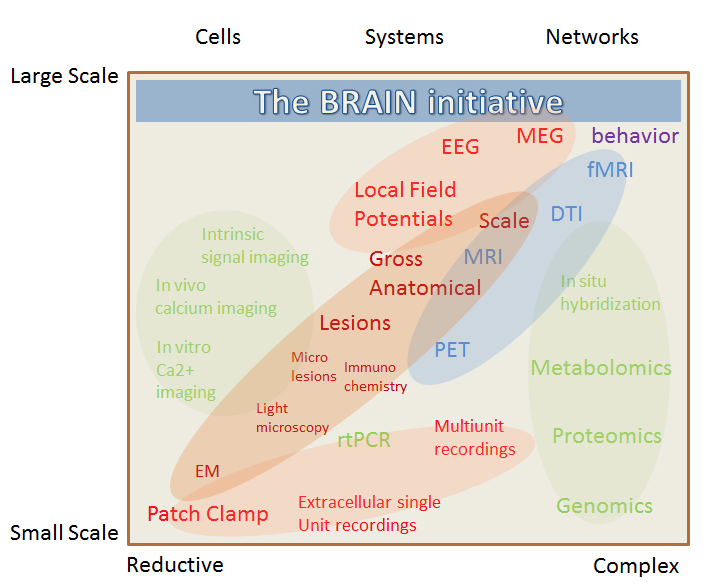 Cells Systems Networks
Large Scale
The BRAIN initiative
MEG behavior
EEG
fMRI
Local Field
Potentials
DTI
Scale
Intrinsic
signal imaging
Gross
Anatomical
MRI
In vivo
calcium imaging
In situ
hybridization
Lesions
In vitro
Ca2+
imaging
Micro
lesions
Immuno
chemistry
PET
Metabolomics
Light
microscopy
rtPCR
Multiunit
recordings
Proteomics
EM
Patch Clamp
Extracellular single
Unit recordings
Genomics
Small Scale
Reductive Complex